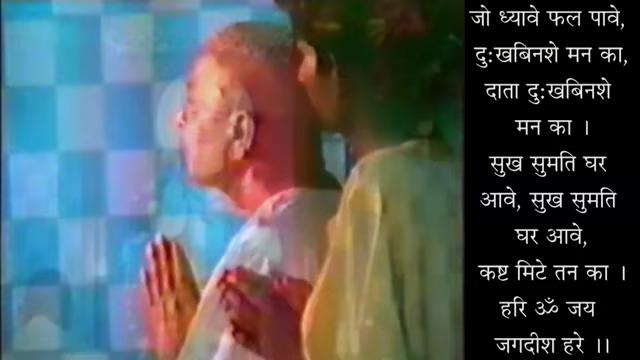 जो ध्यावे फल पावे,
दुःखबिनशे मन का,
दाता दुःखबिनशे
मन का ।
सुख सुमति घर
आवे, सुख सुमति
घर आवे,
कष्ट मिटे तन का ।
हरि ॐ जय
जगदीश हरे ।।